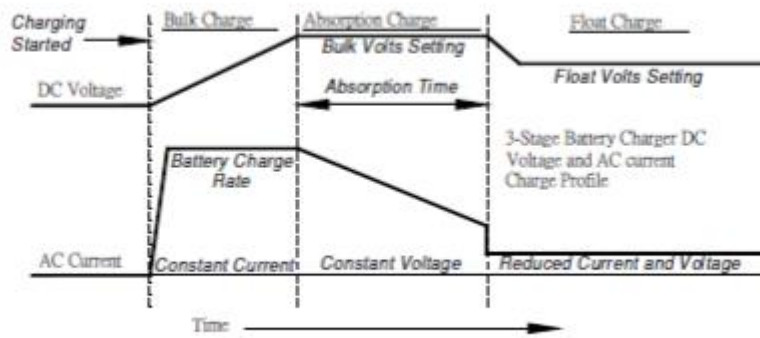 Charging
Started
Bulk Charge
Absorption Charge
Float Charge
Bulk Volts Setting
Float Volts Setting
DC Voltage
Absorption Time
Battery Charge
Rate
3-Stage Battery Charger DC
Voltage and AC current
Charge Profile
AC Current
Constant Current
Constant Voltage
Reduced Current and Voltage
Time